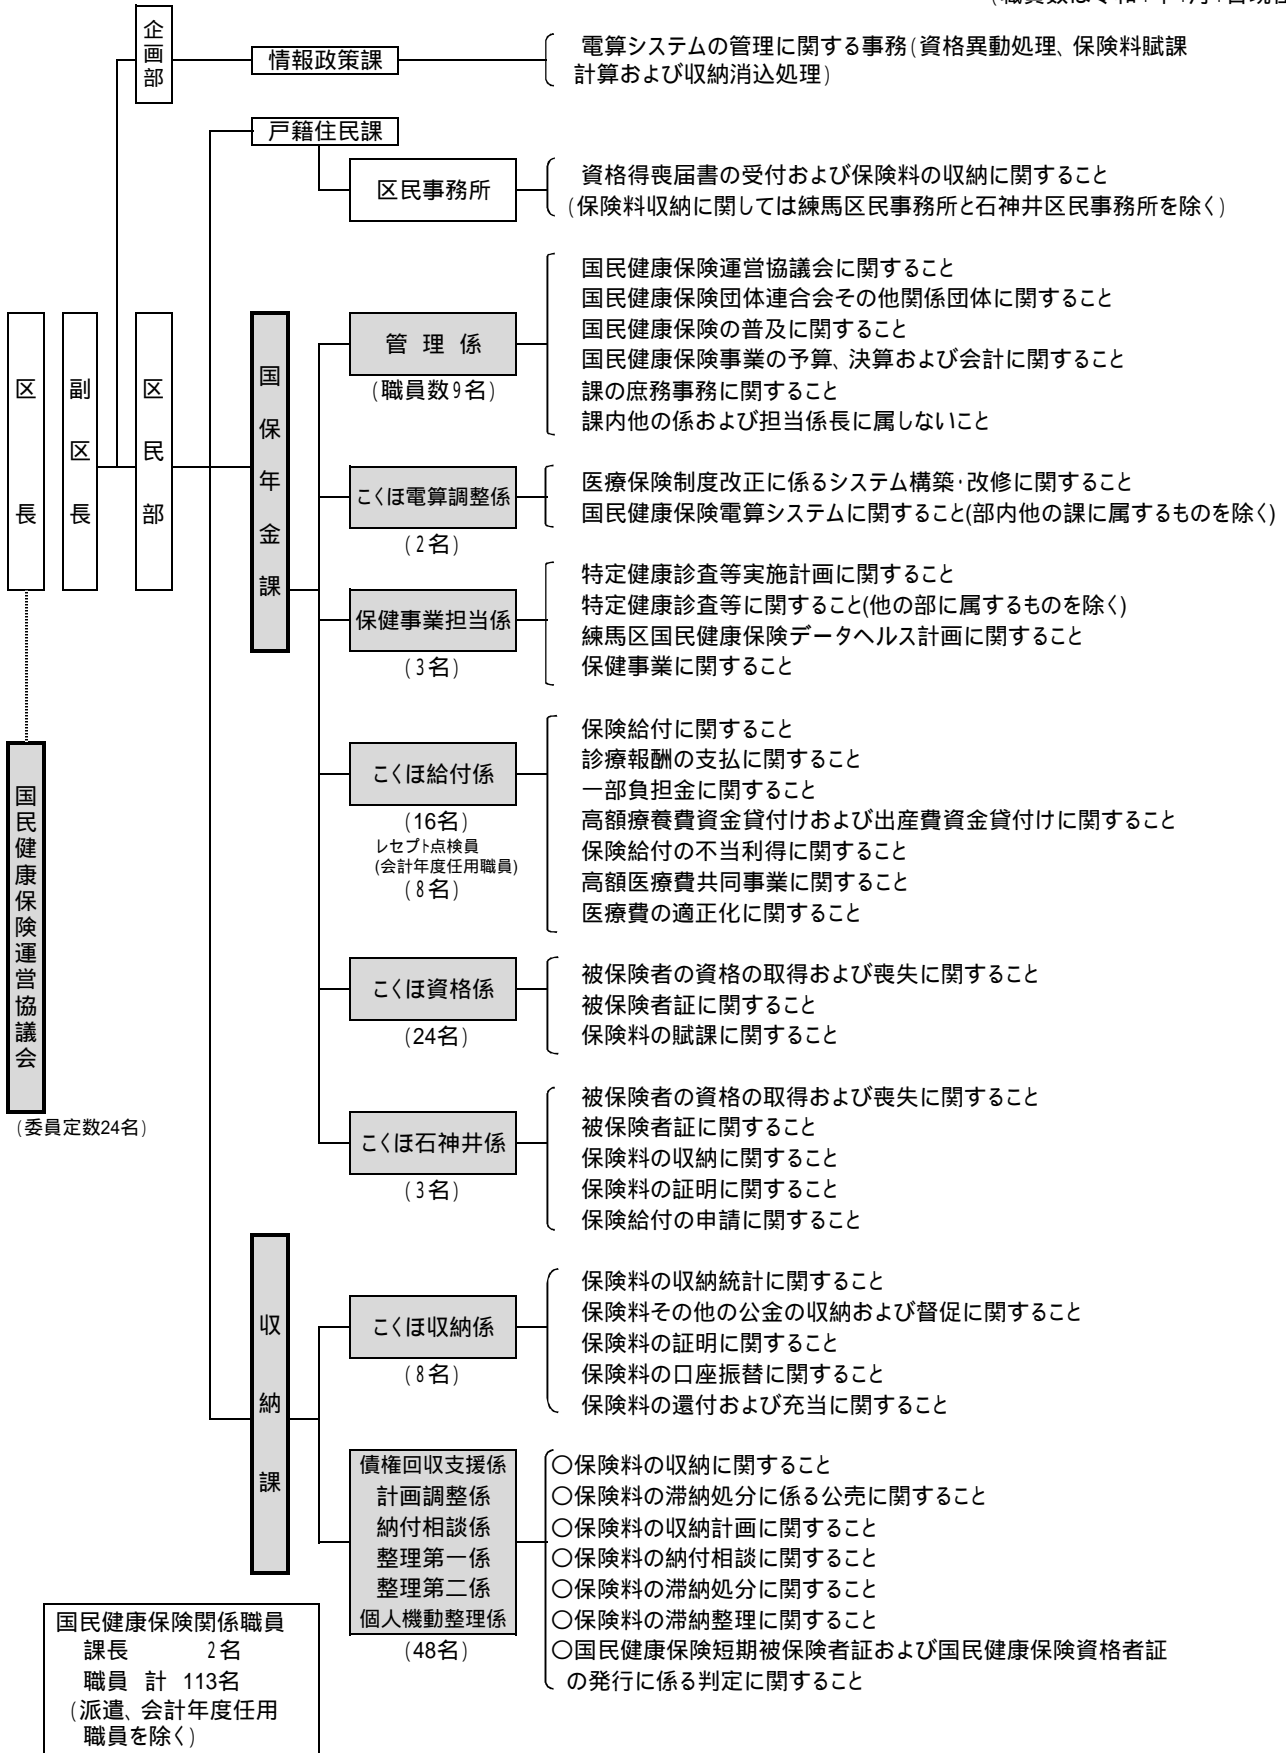 企画部
情報政策課
電算システムの管理に関する事務(資格異動処理、保険料賦課
計算および収納消込処理)
戸籍住民課
区民事務所
資格得喪届書の受付および保険料の収納に関すること
(保険料収納に関しては練馬区民事務所と石神井区民事務所を除く)
区長
副区長
区民部
国保年金課
管理係
(職員数9名)
国民健康保険運営協議会に関すること
国民健康保険団体連合会その他関係団体に関すること
国民健康保険の普及に関すること
国民健康保険事業の予算、決算および会計に関すること
課の庶務事務に関すること
課内他の係および担当係長に属しないこと
こくほ電算調整係
(2名)
医療保険制度改正に係るシステム構築・改修に関すること
国民健康保険電算システムに関すること(部内他の課に属するものを除く)
保健事業担当係
(3名)
特定健康診査等実施計画に関すること
特定健康診査等に関すること(他の部に属するものを除く)
練馬区国民健康保険データヘルス計画に関すること
保健事業に関すること
こくほ給付係
(16名)
レセプト点検員
(会計年度任用職員)
(8名)
保険給付に関すること
診療報酬の支払に関すること
一部負担金に関すること
高額療養費資金貸付けおよび出産費資金貸付けに関すること
保険給付の不当利得に関すること
高額医療費共同事業に関すること
医療費の適正化に関すること
国民健康保険運営協議会
(委員定数24名)
こくほ資格係
(24名)
被保険者の資格の取得および喪失に関すること
被保険者証に関すること
保険料の賦課に関すること
こくほ石神井係
(3名)
被保険者の資格の取得および喪失に関すること
被保険者証に関すること
保険料の収納に関すること
保険料の証明に関すること
保険給付の申請に関すること
収納課
こくほ収納係
(8名)
保険料の収納統計に関すること
保険料その他の公金の収納および督促に関すること
保険料の証明に関すること
保険料の口座振替に関すること
保険料の還付および充当に関すること
債権回収支援係
計画調整係
納付相談係
整理第一係
整理第二係
個人機動整理係
(48名)
○保険料の収納に関すること
○保険料の滞納処分に係る公売に関すること
○保険料の収納計画に関すること
○保険料の納付相談に関すること
○保険料の滞納処分に関すること
○保険料の滞納整理に関すること
○国民健康保険短期被保険者証および国民健康保険資格者証
の発行に係る判定に関すること
国民健康保険関係職員
課長 2名
職員 計 113名
(派遣、会計年度任用
職員を除く)